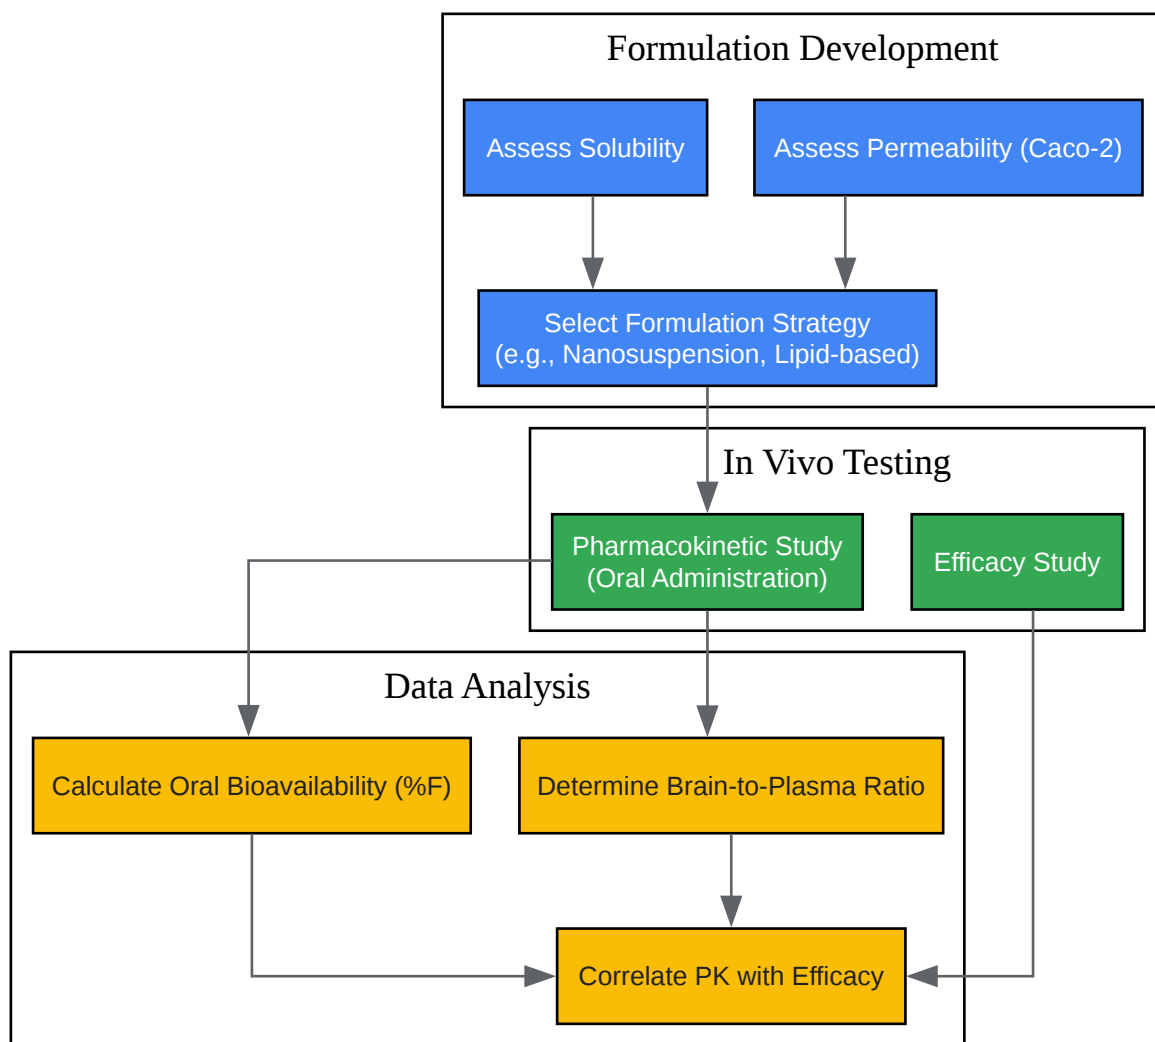 Formulation Development
Assess Solubility
Assess Permeability (Caco-2)
Select Formulation Strategy
(e.g., Nanosuspension, Lipid-based)
In Vivo Testing
Pharmacokinetic Study
(Oral Administration)
Efficacy Study
Data Analysis
Calculate Oral Bioavailability (%F)
Determine Brain-to-Plasma Ratio
Correlate PK with Efficacy